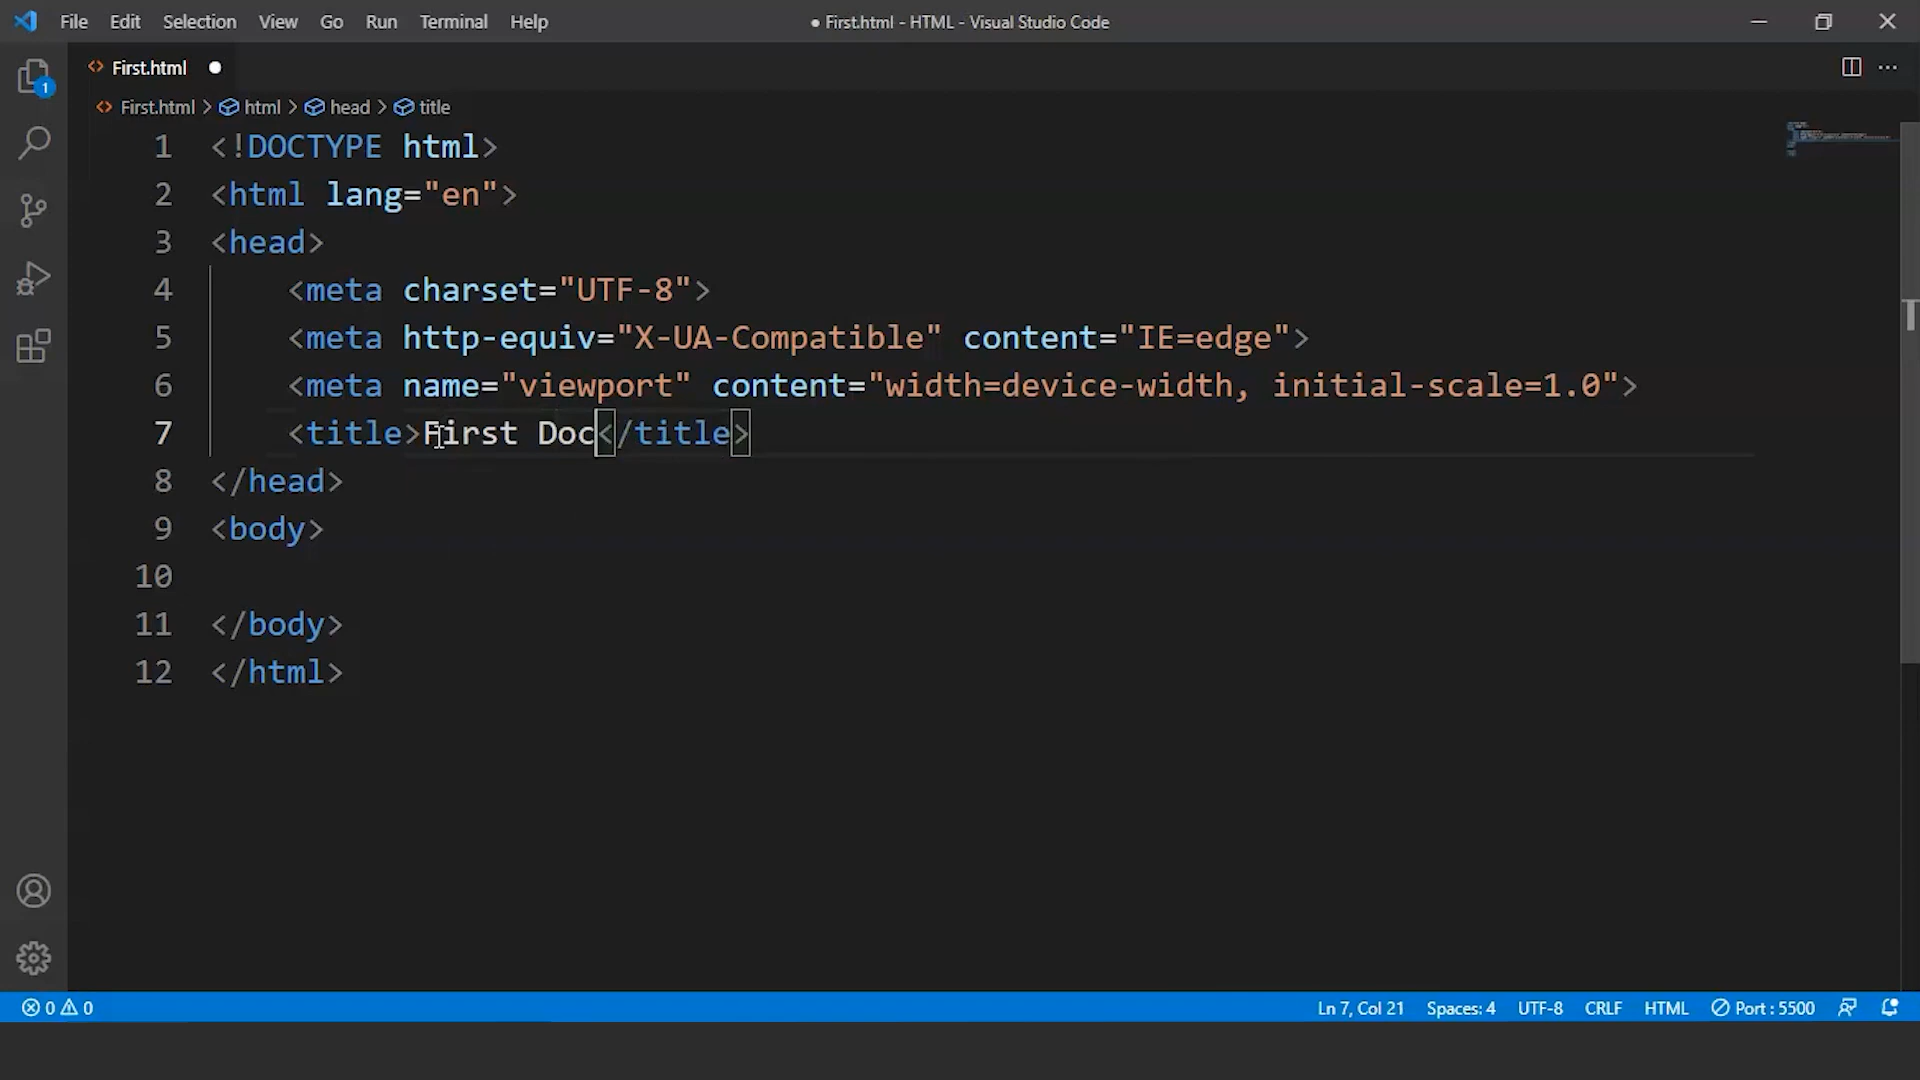 File Edit Selection View Go Run Terminal Help ● First.html - HTML - Visual Studio Code
<> First.html ●
<> First.html > html > head > title
1 <!DOCTYPE html>
2 <html lang="en">
3 <head>
4     <meta charset="UTF-8">
5     <meta http-equiv="X-UA-Compatible" content="IE=edge">
6     <meta name="viewport" content="width=device-width, initial-scale=1.0">
7     <title>First Doc</title>
8 </head>
9 <body>
10
11 </body>
12 </html>
1
0 0 Ln 7, Col 21 Spaces: 4 UTF-8 CRLF HTML Port : 5500